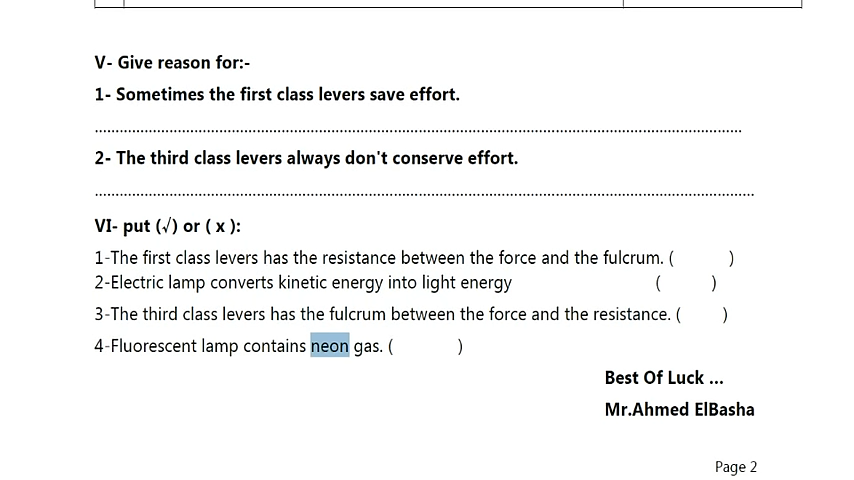 V- Give reason for:-
1- Sometimes the first class levers save effort.
................................................................................................................................................................
2- The third class levers always don't conserve effort.
...................................................................................................................................................................
VI- put (√) or ( x ):
1-The first class levers has the resistance between the force and the fulcrum. ( )
2-Electric lamp converts kinetic energy into light energy ( )
3-The third class levers has the fulcrum between the force and the resistance. ( )
4-Fluorescent lamp contains neon gas. ( )
Best Of Luck ...
Mr.Ahmed ElBasha
Page 2